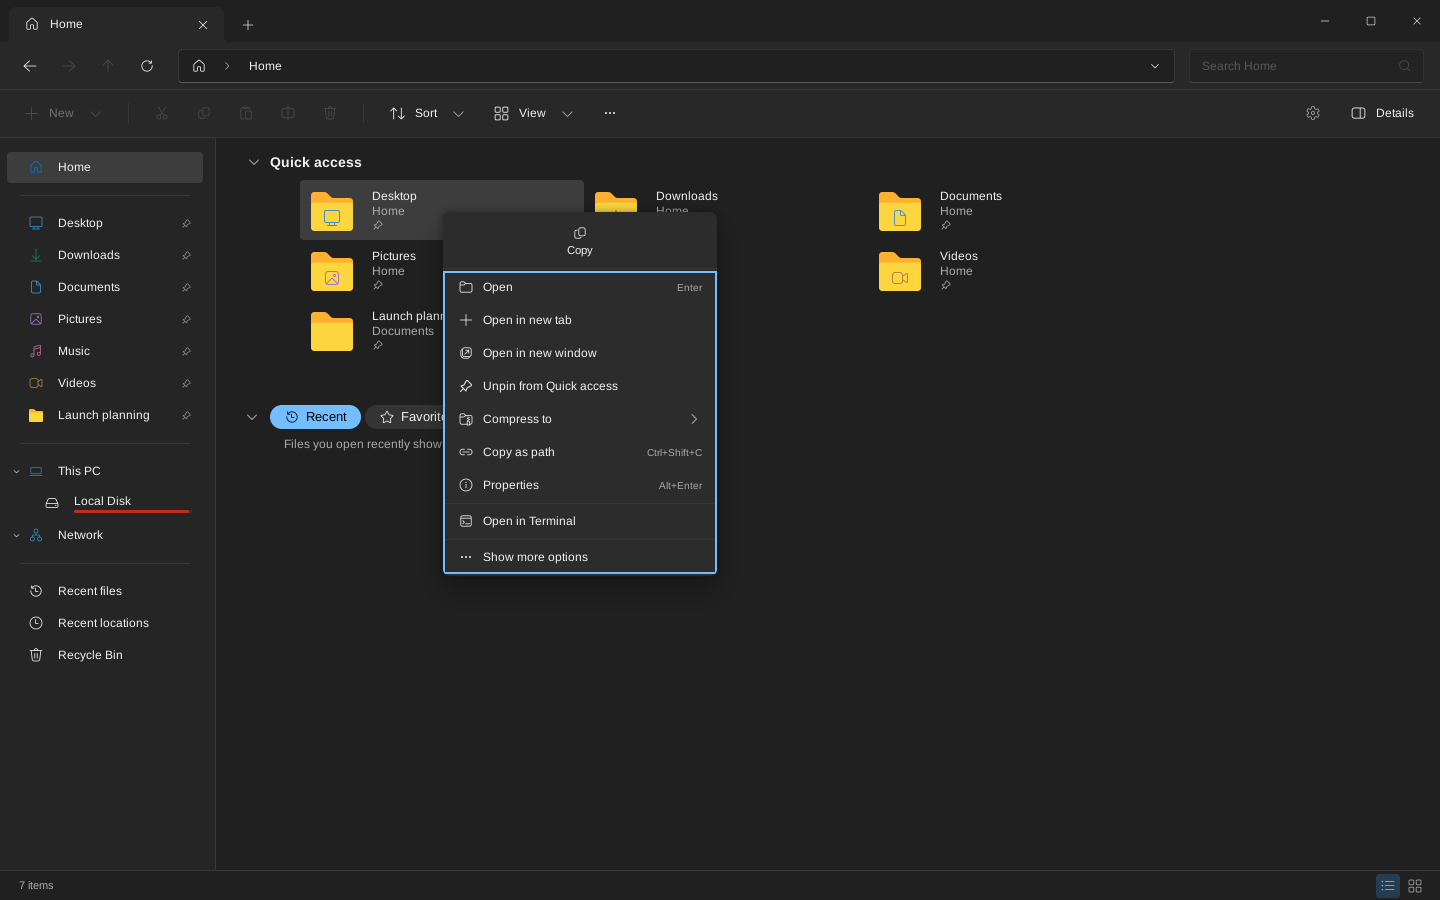 Home
Home
Search Home
New
Sort
View
Details
Home
Desktop
Downloads
Documents
Pictures
Music
Videos
Launch planning
This PC
Local Disk
Network
Recent files
Recent locations
Recycle Bin
Quick access
Desktop
Home
Downloads
Home
Documents
Home
Pictures
Home
Videos
Home
Launch
Documents
Recent
Files you open recently show
Copy
Open Enter
Open in new tab
Open in new window
Unpin from Quick access
Compress to
Copy as path Ctrl+Shift+C
Properties Alt+Enter
Open in Terminal
Show more options
7 items